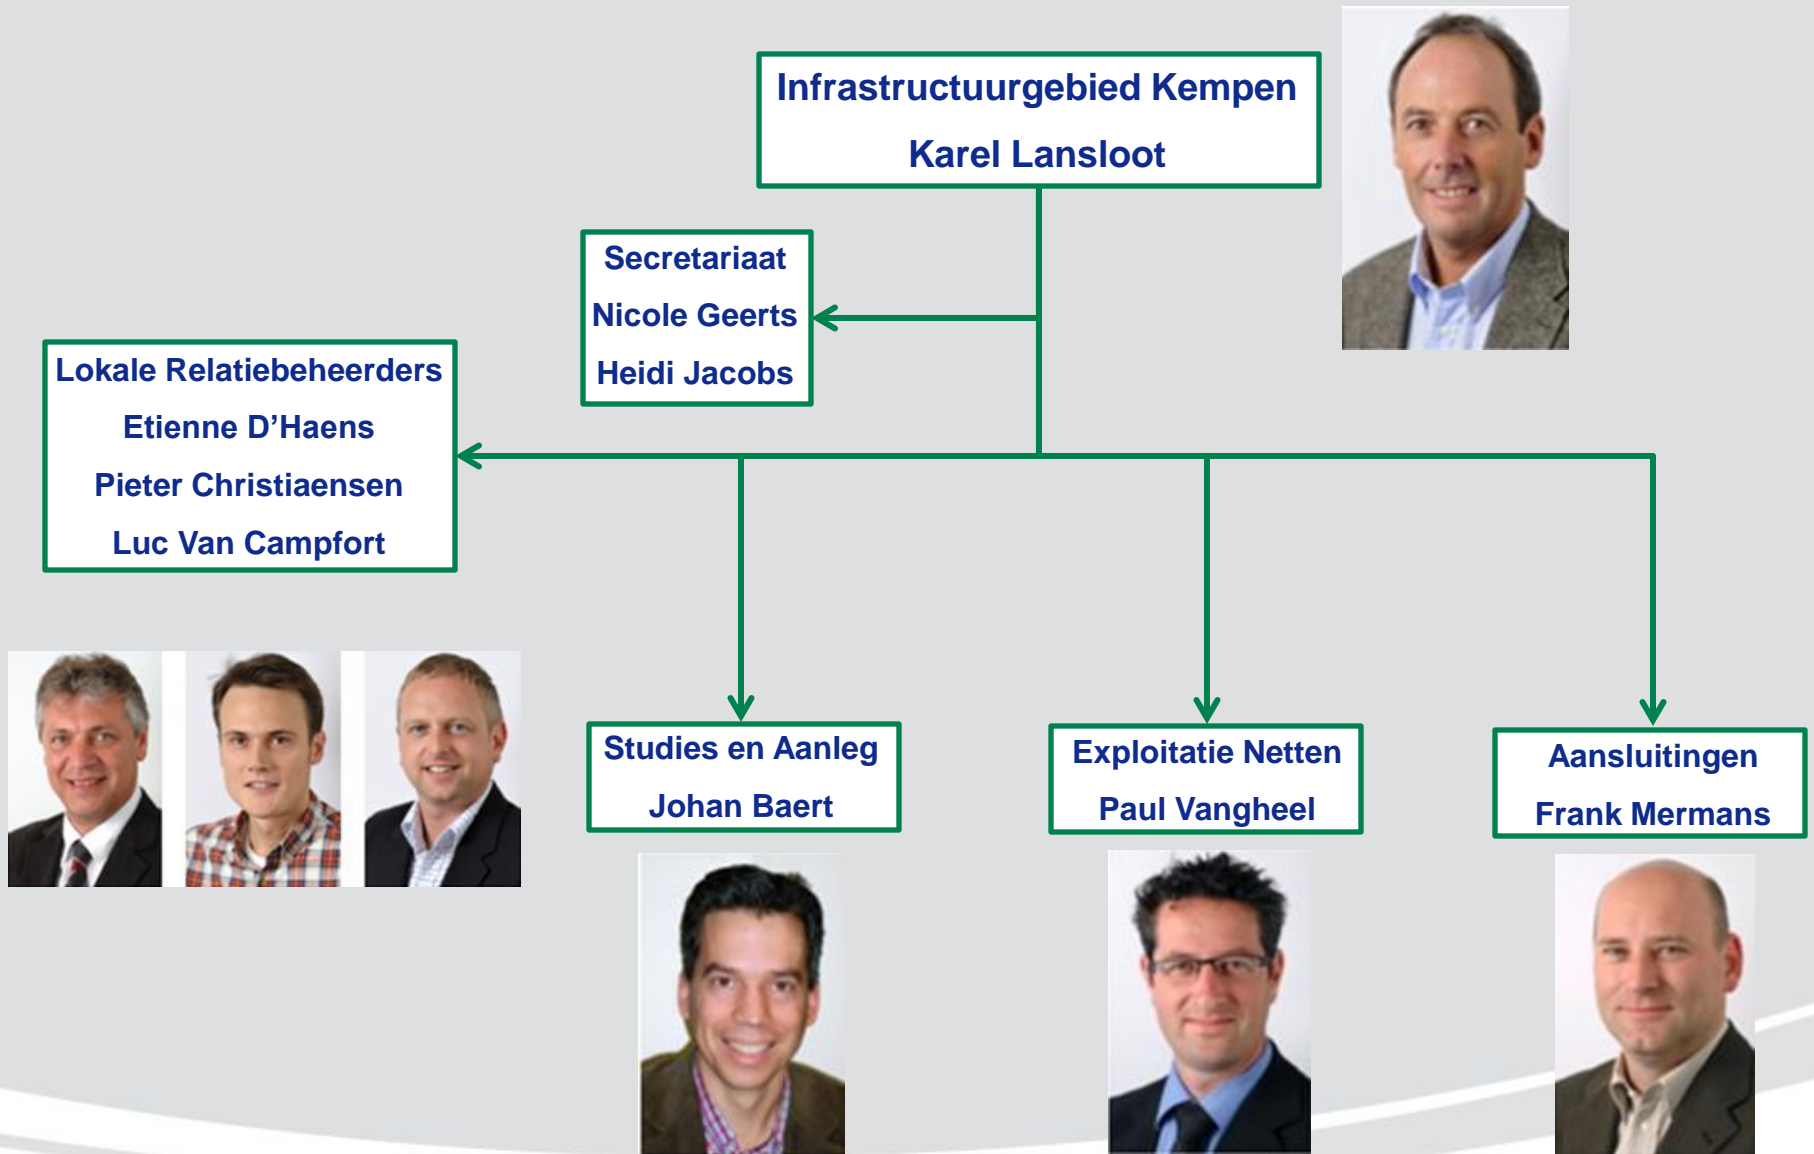 Infrastructuurgebied Kempen
Karel Lansloot
Secretariaat
Nicole Geerts
Heidi Jacobs
Lokale Relatiebeheerders
Etienne D’Haens
Pieter Christiaensen
Luc Van Campfort
Studies en Aanleg
Johan Baert
Exploitatie Netten
Paul Vangheel
Aansluitingen
Frank Mermans